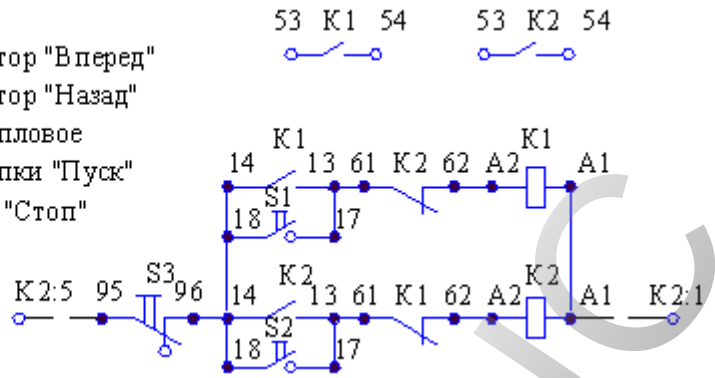 53 K1 54 53 K2 54
тор "Вперед"
тор "Назад"
пловое
пки "Пуск"
"Стоп"
K1 K1
14 13 61 K2 62 A2 A1
S1
18 17
K2:5 95 S3 96 14 K2 13 61 K1 62 A2 K2 A1 K2:1
S2
18 17